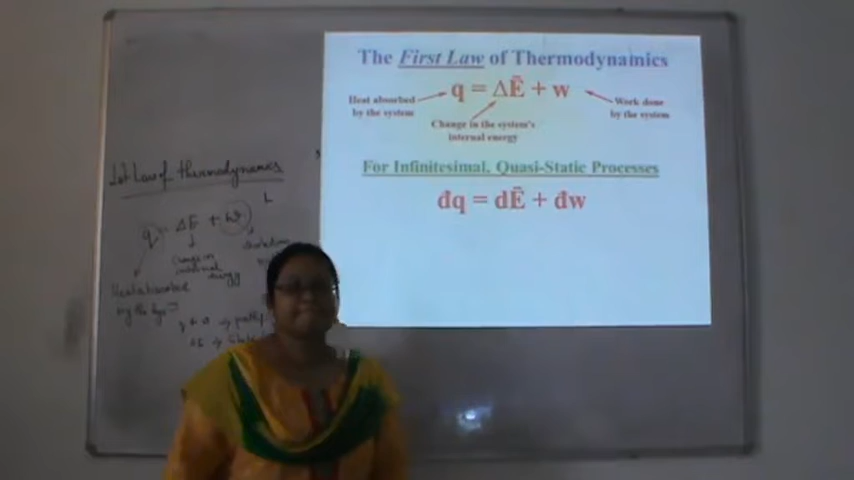 The First Law of Thermodynamics
q = ΔĒ + w
Heat absorbed
by the system
Work done
by the system
Change in the system's
internal energy
For Infinitesimal, Quasi-Static Processes
đq = dĒ + đw
1st Law of thermodynamics
q = ΔE + w
Change in
internal
energy
Heat absorbed
by the sys